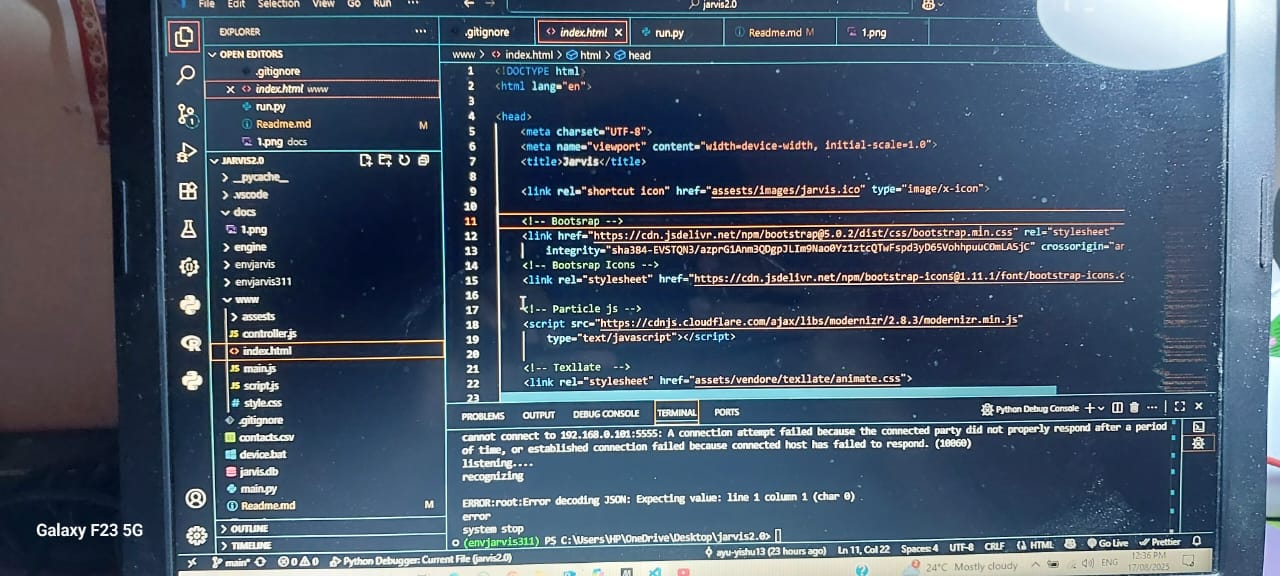 File Edit Selection View Go Run ...
jarvis2.0
EXPLORER ...
OPEN EDITORS
.gitignore
index.html www
run.py
Readme.md M
1.png docs
JARVIS2.0
__pycache__
.vscode
docs
1.png
engine
envjarvis
envjarvis311
www
assests
JS controller.js
<> index.html
JS main.js
JS script.js
# style.css
.gitignore
contacts.csv
device.bat
jarvis.db
main.py
Readme.md M
OUTLINE
TIMELINE
.gitignore <> index.html run.py Readme.md M 1.png
www > <> index.html > html > head
1 <!DOCTYPE html>
2 <html lang="en">
3
4 <head>
5 <meta charset="UTF-8">
6 <meta name="viewport" content="width=device-width, initial-scale=1.0">
7 <title>Jarvis</title>
8
9 <link rel="shortcut icon" href="assests/images/jarvis.ico" type="image/x-icon">
10
11 <!-- Bootsrap -->
12 <link href="https://cdn.jsdelivr.net/npm/bootstrap@5.0.2/dist/css/bootstrap.min.css" rel="stylesheet"
13 integrity="sha384-EVSTQN3/azprG1Anm3QDgpJLIm9Nao0Yz1ztcQTwFspd3yD65VohhpuuCOmLASjC" crossorigin="ar
14 <!-- Bootsrap Icons -->
15 <link rel="stylesheet" href="https://cdn.jsdelivr.net/npm/bootstrap-icons@1.11.1/font/bootstrap-icons.c
16
17 <!-- Particle js -->
18 <script src="https://cdnjs.cloudflare.com/ajax/libs/modernizr/2.8.3/modernizr.min.js"
19 type="text/javascript"></script>
20
21 <!-- Texllate -->
22 <link rel="stylesheet" href="assets/vendore/texllate/animate.css">
23
PROBLEMS OUTPUT DEBUG CONSOLE TERMINAL PORTS Python Debug Console
cannot connect to 192.168.0.101:5555: A connection attempt failed because the connected party did not properly respond after a period
of time, or established connection failed because connected host has failed to respond. (10060)
listening....
recognizing
ERROR:root:Error decoding JSON: Expecting value: line 1 column 1 (char 0)
error
system stop
(envjarvis311) PS C:\Users\HP\OneDrive\Desktop\jarvis2.0>
main* 0 0 Python Debugger: Current File (jarvis2.0) ayu-yishu13 (23 hours ago) Ln 11, Col 22 Spaces: 4 UTF-8 CRLF HTML Go Live Prettier
24°C Mostly cloudy ENG 12:36 PM
17/08/2025
Galaxy F23 5G